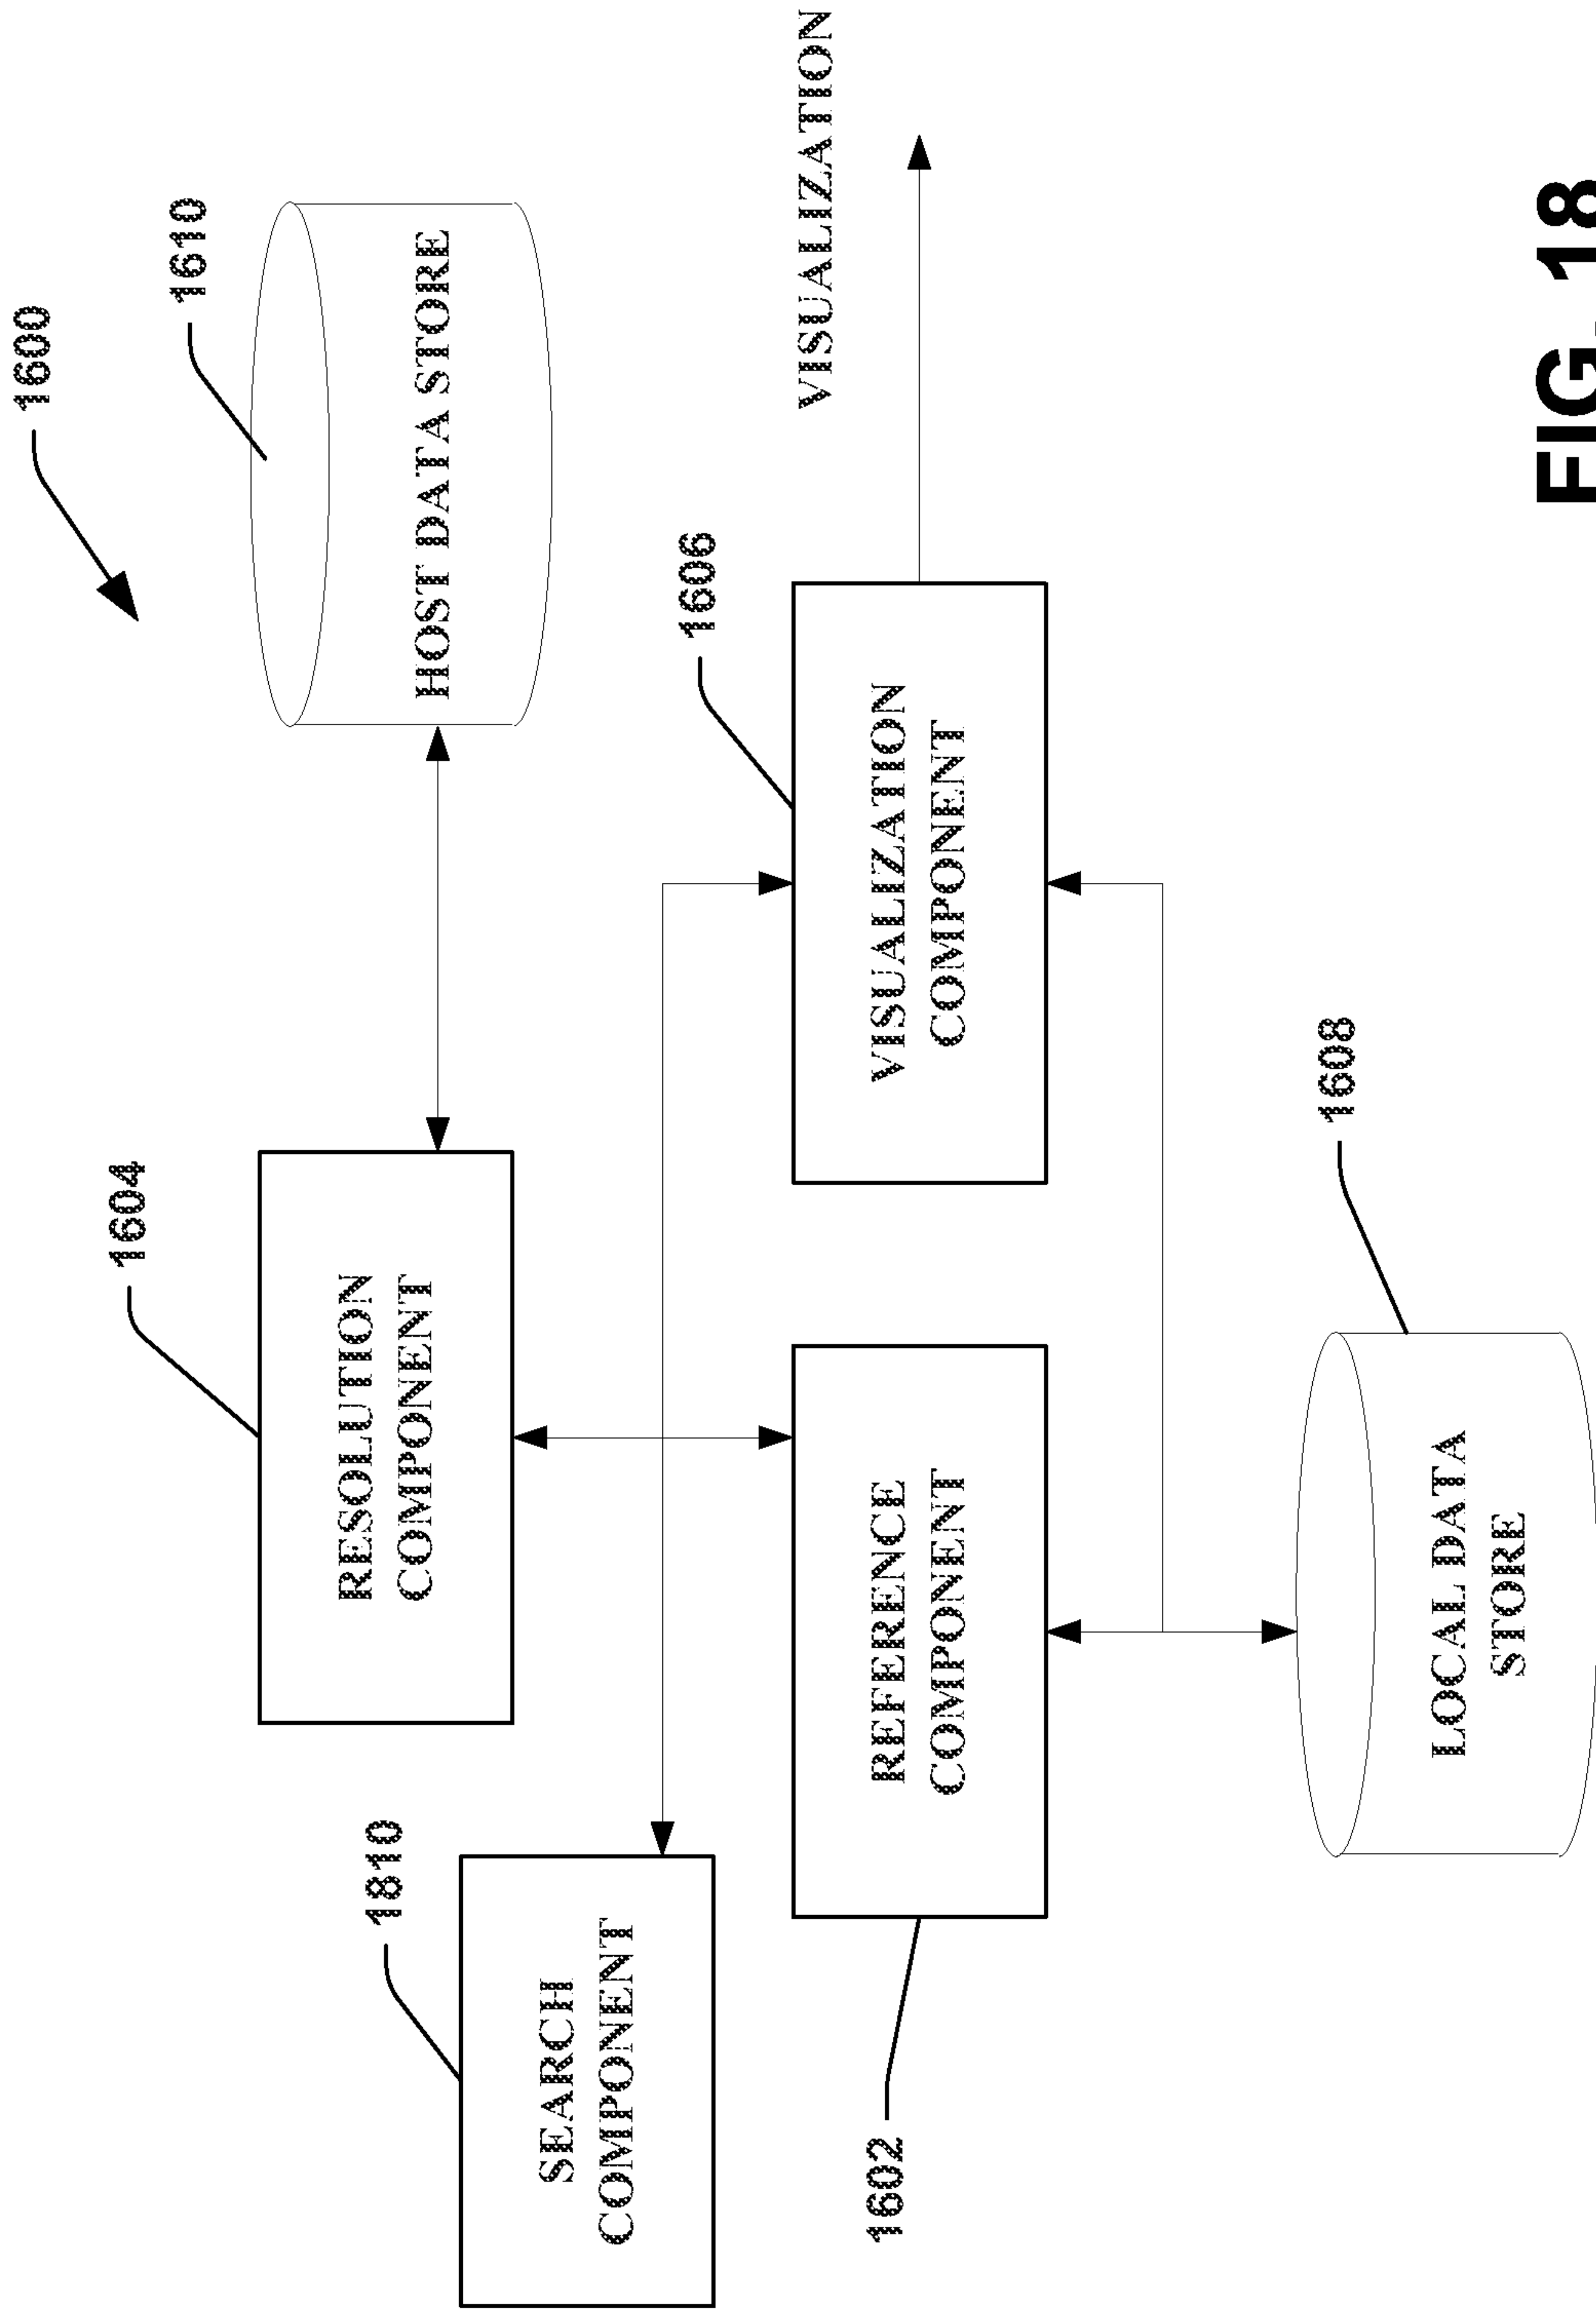 1600
1604
1610
RESOLUTION
COMPONENT
HOST DATA STORE
1810
SEARCH
COMPONENT
1606
VISUALIZATION
1602
REFERENCE
COMPONENT
VISUALIZATION
COMPONENT
1608
LOCAL DATA
STORE
FIG. 18